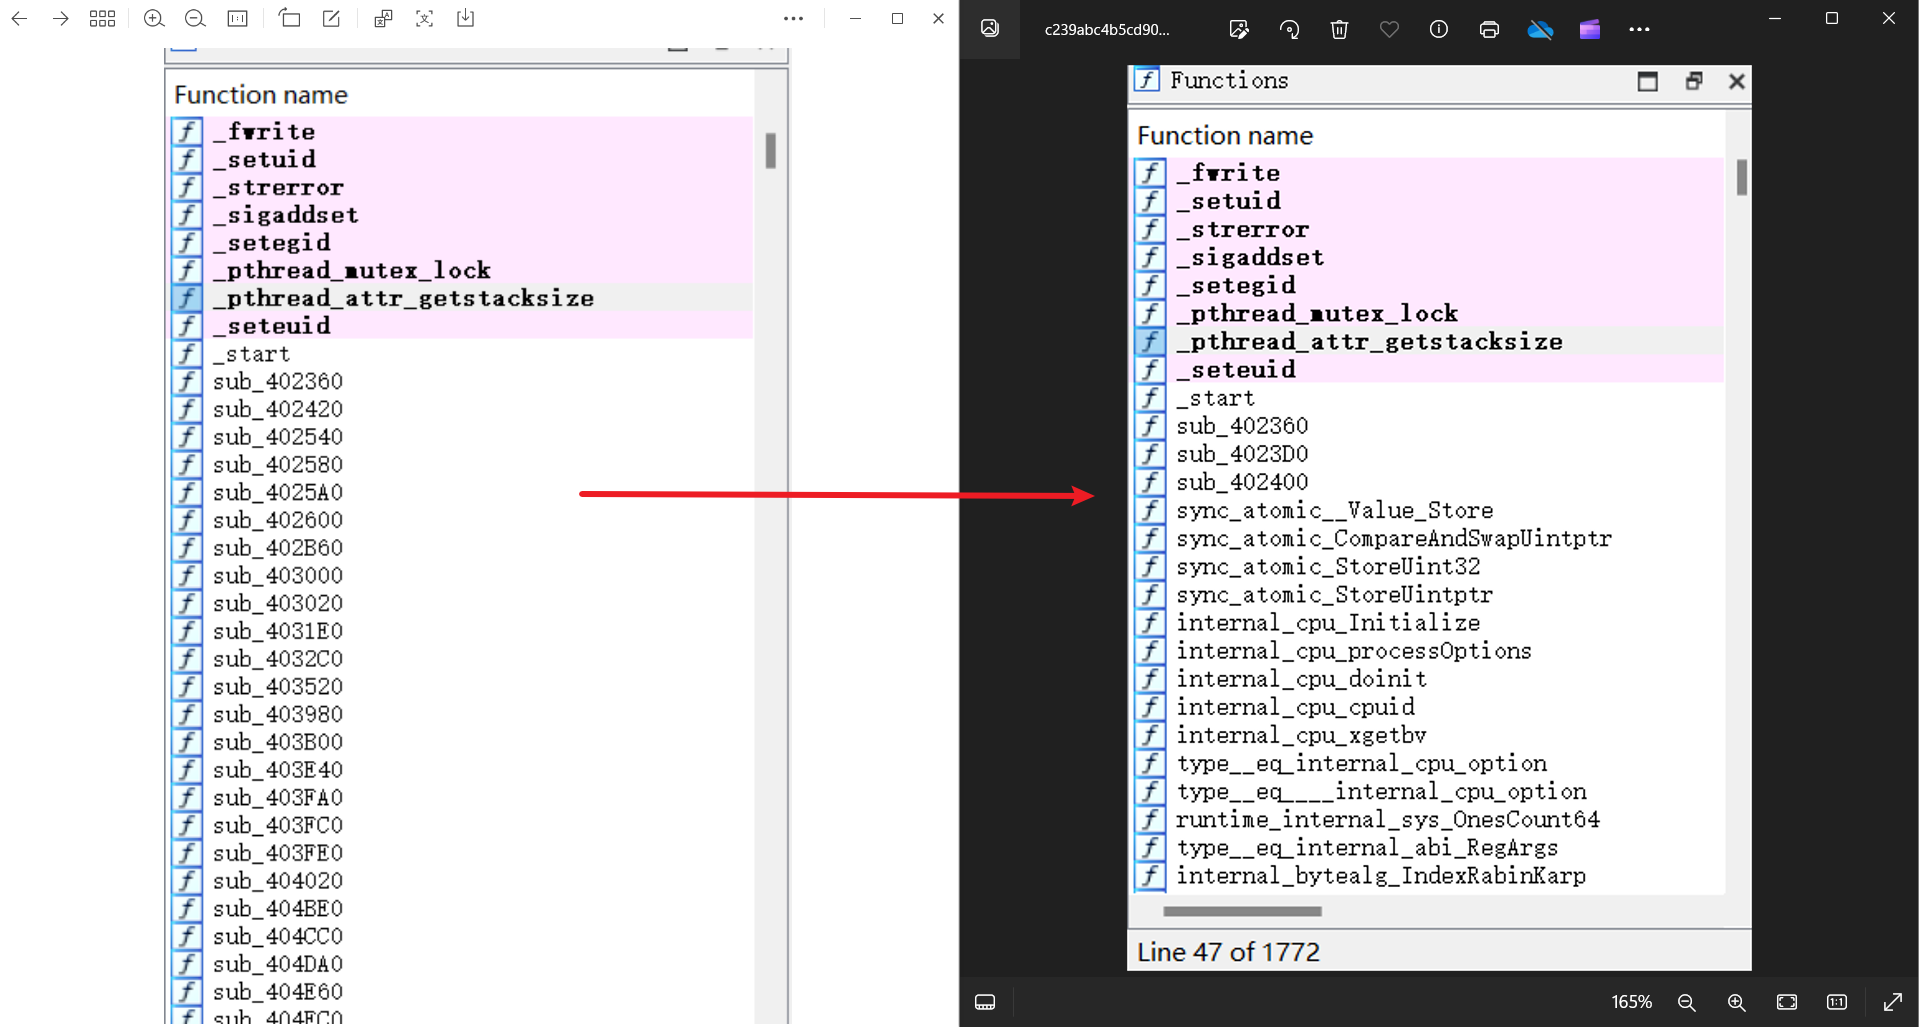 Function name
_fwrite
_setuid
_strerror
_sigaddset
_setegid
_pthread_mutex_lock
_pthread_attr_getstacksize
_seteuid
_start
sub_402360
sub_402420
sub_402540
sub_402580
sub_4025A0
sub_402600
sub_402B60
sub_403000
sub_403020
sub_4031E0
sub_4032C0
sub_403520
sub_403980
sub_403B00
sub_403E40
sub_403FA0
sub_403FC0
sub_403FE0
sub_404020
sub_404BE0
sub_404CC0
sub_404DA0
sub_404E60
sub_404FC0
c239abc4b5cd90...
Functions
Function name
_fwrite
_setuid
_strerror
_sigaddset
_setegid
_pthread_mutex_lock
_pthread_attr_getstacksize
_seteuid
_start
sub_402360
sub_4023D0
sub_402400
sync_atomic__Value_Store
sync_atomic_CompareAndSwapUintptr
sync_atomic_StoreUint32
sync_atomic_StoreUintptr
internal_cpu_Initialize
internal_cpu_processOptions
internal_cpu_doinit
internal_cpu_cpuid
internal_cpu_xgetbv
type__eq_internal_cpu_option
type__eq____internal_cpu_option
runtime_internal_sys_OnesCount64
type__eq_internal_abi_RegArgs
internal_bytealg_IndexRabinKarp
Line 47 of 1772
165%